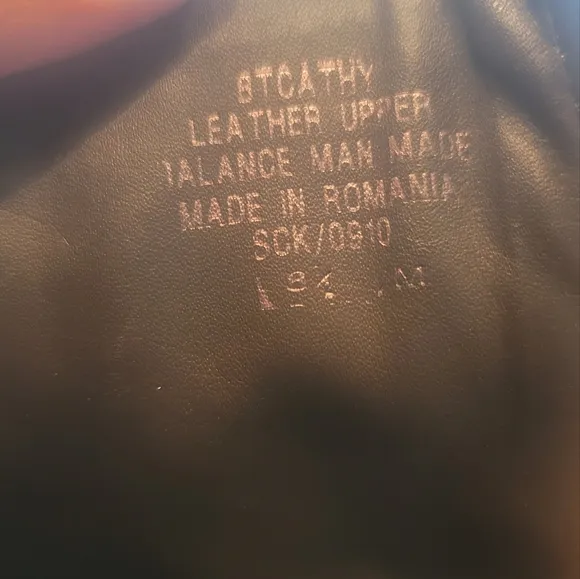 BTCATHY
LEATHER UPPER
BALANCE MAN MADE
MADE IN ROMANIA
SCK/0910
M